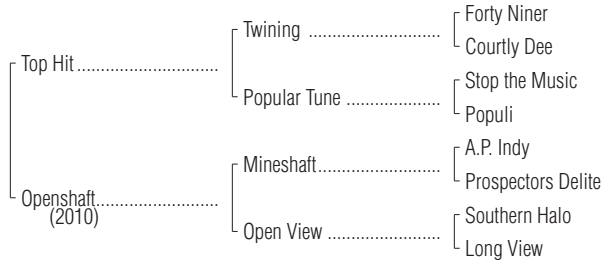 Forty Niner
Twining ................................
Courtly Dee
Top Hit ...................................
Stop the Music
Popular Tune .......................
Populi
A.P. Indy
Mineshaft..............................
Prospectors Delite
Openshaft..............................
(2010)
Southern Halo
Open View ...........................
Long View